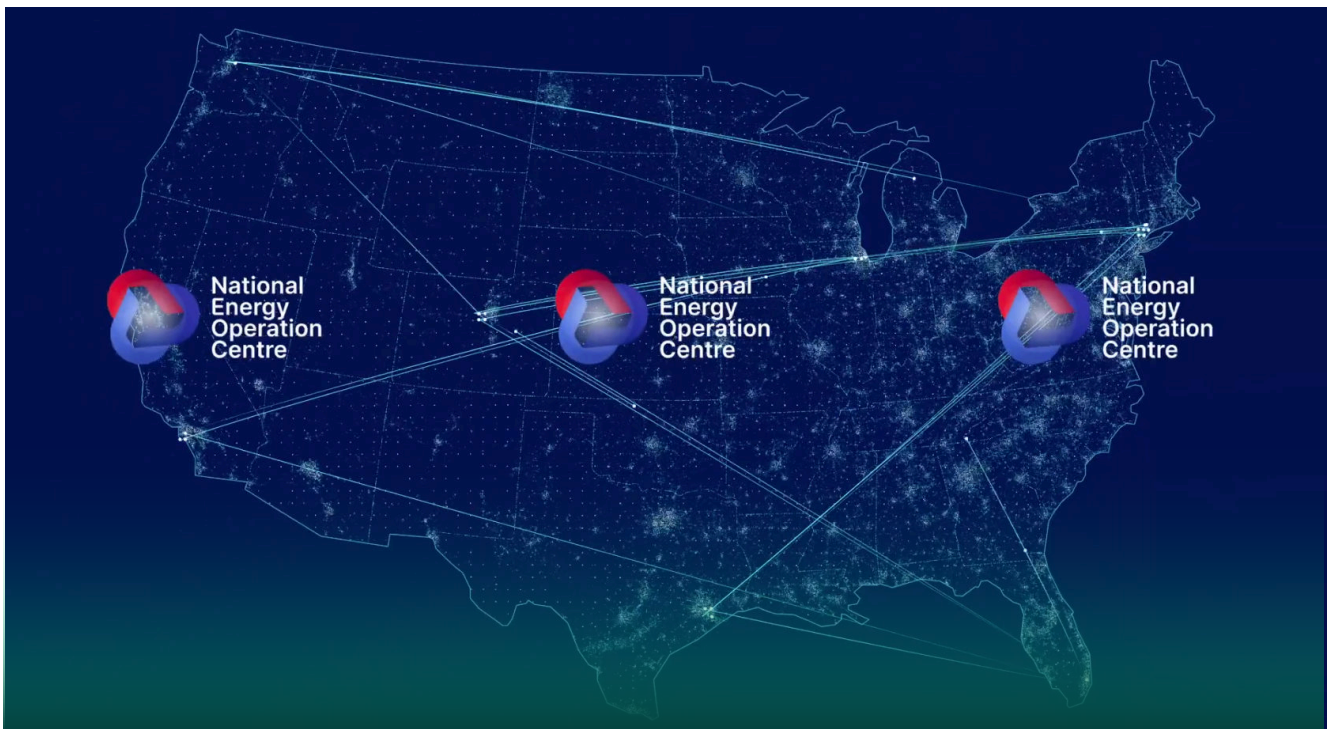 National
Energy
Operation
Centre
National
Energy
Operation
Centre
National
Energy
Operation
Centre